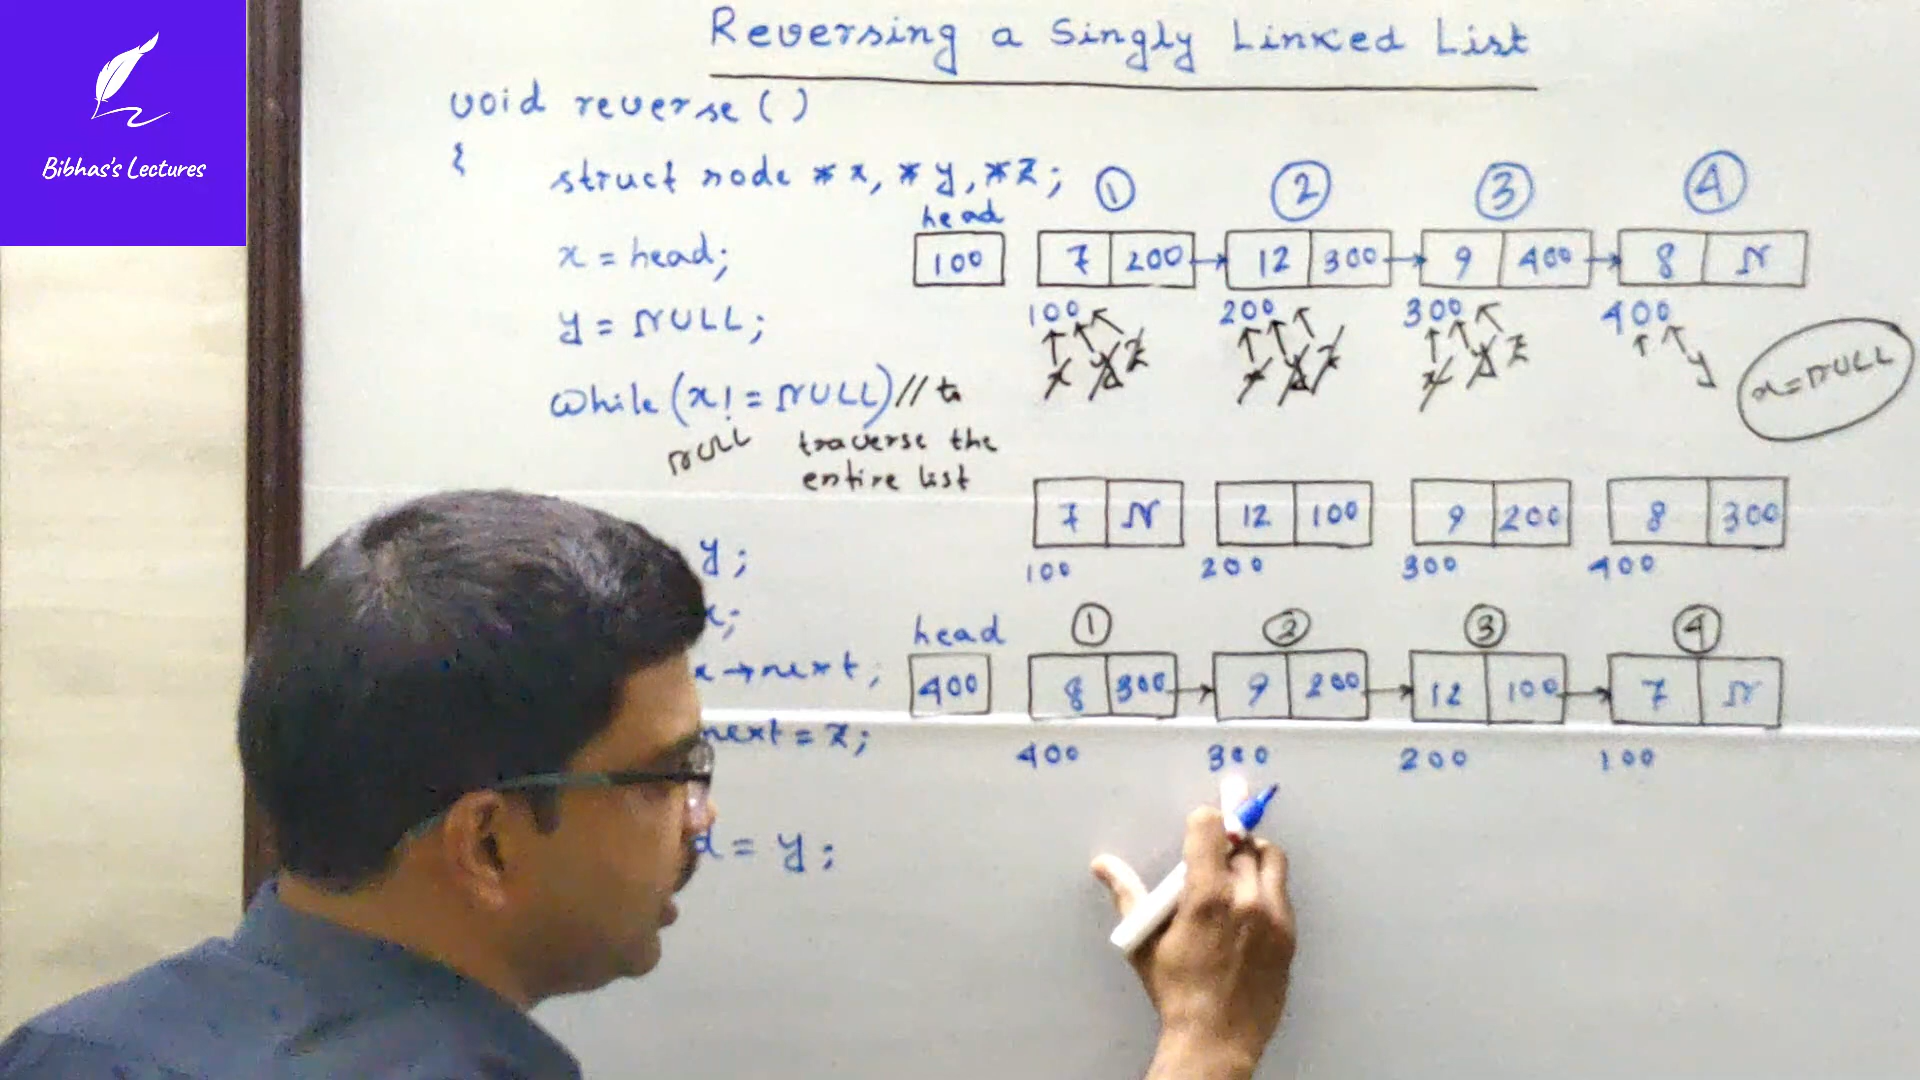 Bibhas's Lectures
Reversing a Singly Linked List
void reverse()
{
struct node *x, *y, *z;
x = head;
y = NULL;
while (x! = NULL) // to
traverse the
entire list
NULL
y;
x;
x→next;
next = z;
d = y;
1 2 3 4
head
100 7 200 12 300 9 400 8 N
100 200 300 400
x y z x y z x y z y
x=NULL
7 N 12 100 9 200 8 300
100 200 300 400
head 1 2 3 4
400 8 300 9 200 12 100 7 N
400 300 200 100